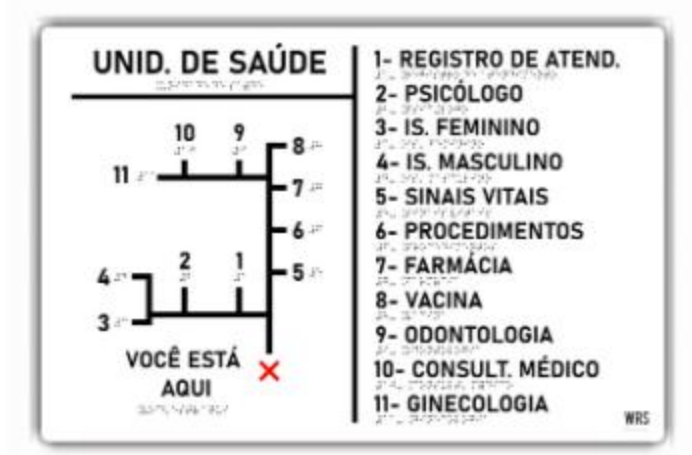 UNID. DE SAÚDE
10 9
8
11
7
6
2 1
4
5
3
VOCÊ ESTÁ
AQUI
1- REGISTRO DE ATEND.
2- PSICÓLOGO
3- IS. FEMININO
4- IS. MASCULINO
5- SINAIS VITAIS
6- PROCEDIMENTOS
7- FARMÁCIA
8- VACINA
9- ODONTOLOGIA
10- CONSULT. MÉDICO
11- GINECOLOGIA
WRS